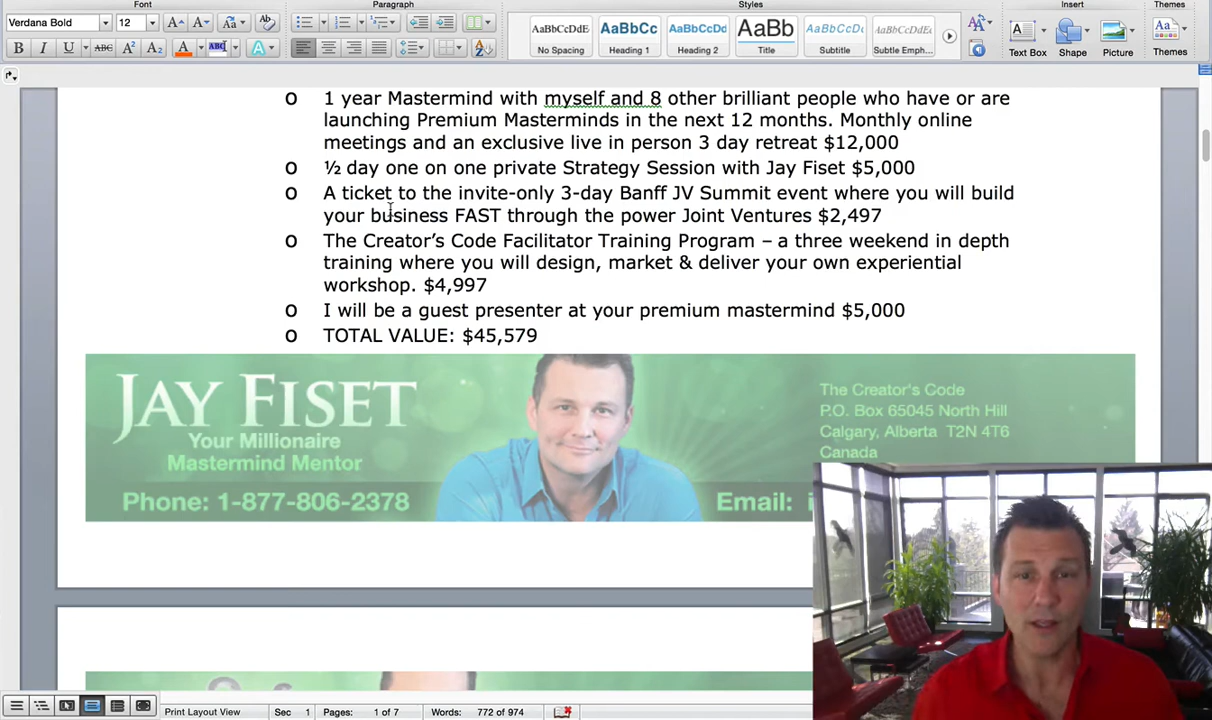 Font
Paragraph
Styles
Insert
Themes
Verdana Bold
12
AaBbCcDdEe
AaBbCc
AaBbCcDd
AaBb
AaBbCcDc
AaBbCcDdEe
No Spacing
Heading 1
Heading 2
Title
Subtitle
Subtle Emph...
Text Box
Shape
Picture
Themes
o 1 year Mastermind with myself and 8 other brilliant people who have or are
launching Premium Masterminds in the next 12 months. Monthly online
meetings and an exclusive live in person 3 day retreat $12,000
o ½ day one on one private Strategy Session with Jay Fiset $5,000
o A ticket to the invite-only 3-day Banff JV Summit event where you will build
your business FAST through the power Joint Ventures $2,497
o The Creator’s Code Facilitator Training Program – a three weekend in depth
training where you will design, market & deliver your own experiential
workshop. $4,997
o I will be a guest presenter at your premium mastermind $5,000
o TOTAL VALUE: $45,579
JAY FISET
Your Millionaire
Mastermind Mentor
Phone: 1-877-806-2378
The Creator's Code
P.O. Box 65045 North Hill
Calgary, Alberta T2N 4T6
Canada
Email: i
Print Layout View
Sec 1
Pages: 1 of 7
Words: 772 of 974